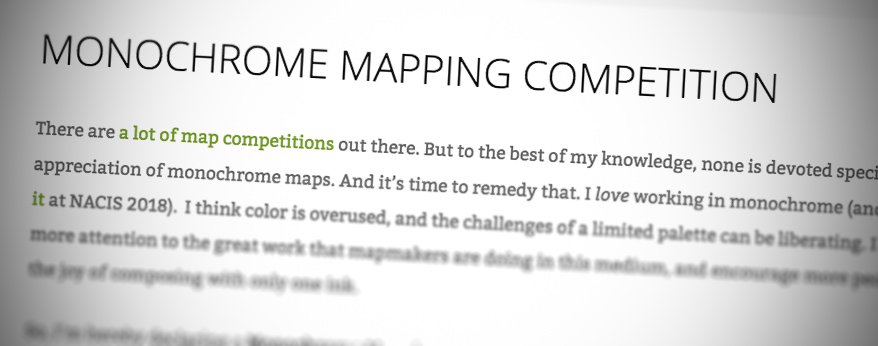 MONOCHROME MAPPING COMPETITION
There are a lot of map competitions out there. But to the best of my knowledge, none is devoted speci
appreciation of monochrome maps. And it's time to remedy that. I love working in monochrome (an
it at NACIS 2018). I think color is overused, and the challenges of a limited palette can be liberating. I
more attention to the great work that mapmakers are doing in this medium, and encourage more
the joy of composing with only one ink.